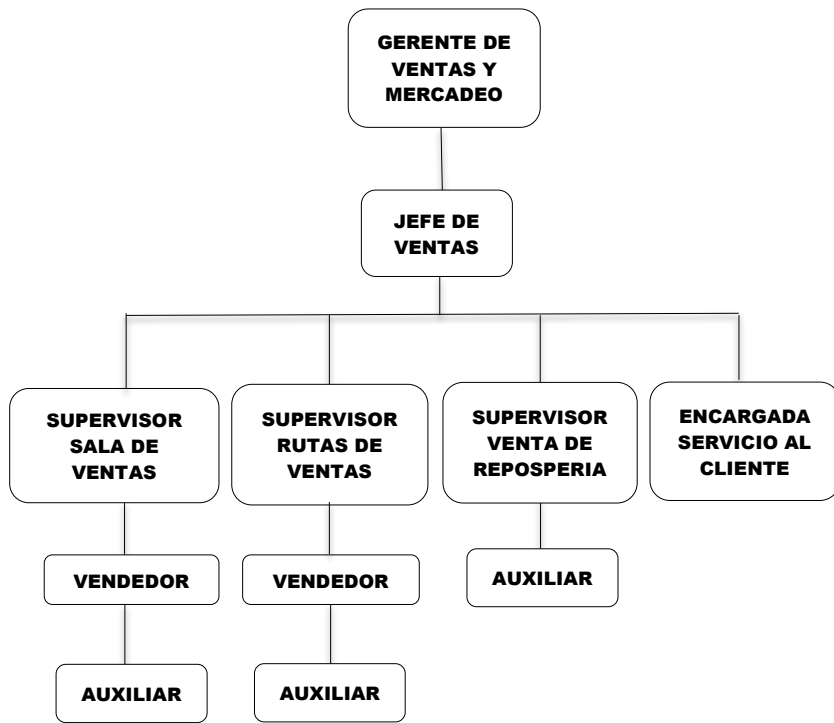 GERENTE DE
VENTAS Y
MERCADEO
JEFE DE
VENTAS
SUPERVISOR
SALA DE
VENTAS
SUPERVISOR
RUTAS DE
VENTAS
SUPERVISOR
VENTA DE
REPOSPERIA
ENCARGADA
SERVICIO AL
CLIENTE
VENDEDOR
VENDEDOR
AUXILIAR
AUXILIAR
AUXILIAR